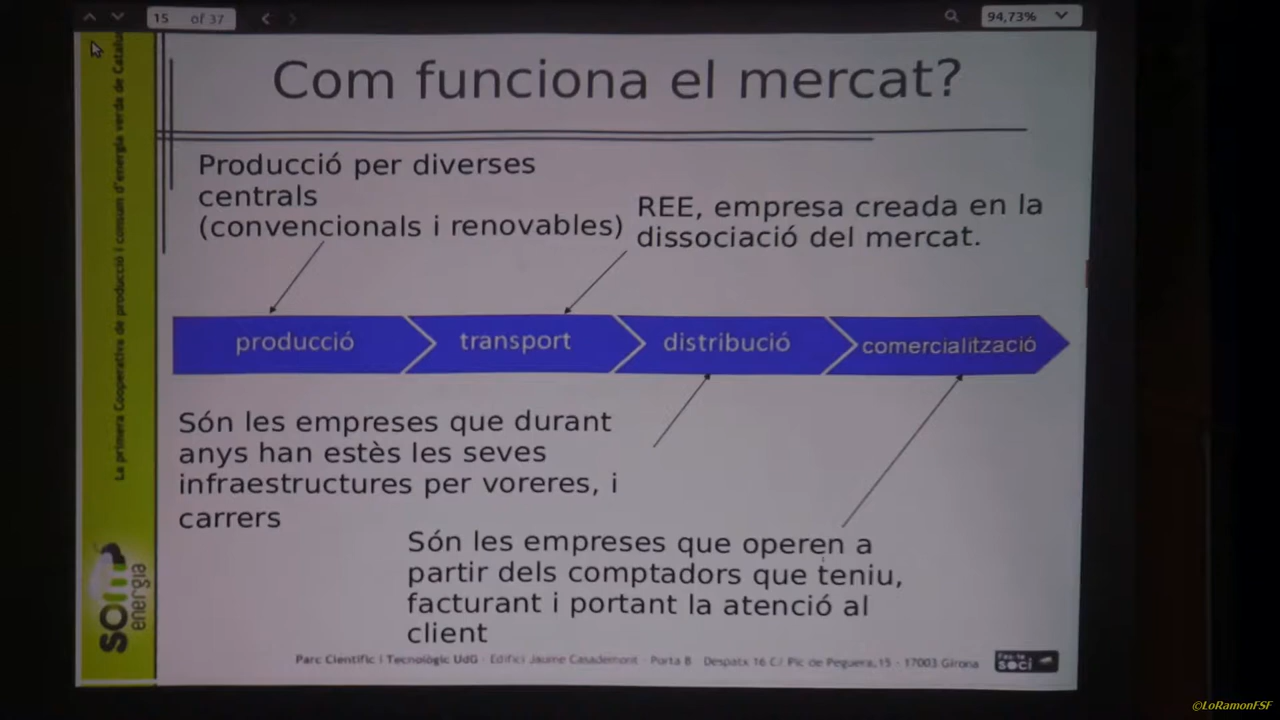 15 of 37
94,73%
Com funciona el mercat?
Producció per diverses
centrals
(convencionals i renovables)
REE, empresa creada en la
dissociació del mercat.
producció
transport
distribució
comercialització
Són les empreses que durant
anys han estès les seves
infraestructures per voreres, i
carrers
Són les empreses que operen a
partir dels comptadors que teniu,
facturant i portant la atenció al
client
La primera Cooperativa de producció i consum d'energia verda de Catalu
som
energia
Parc Científic i Tecnològic UdG - Edifici Jaume Casademont - Porta B Despatx 16 C/ Pic de Peguera, 15 - 17003 Girona
Fes-te
soci
©LoRamonFSF